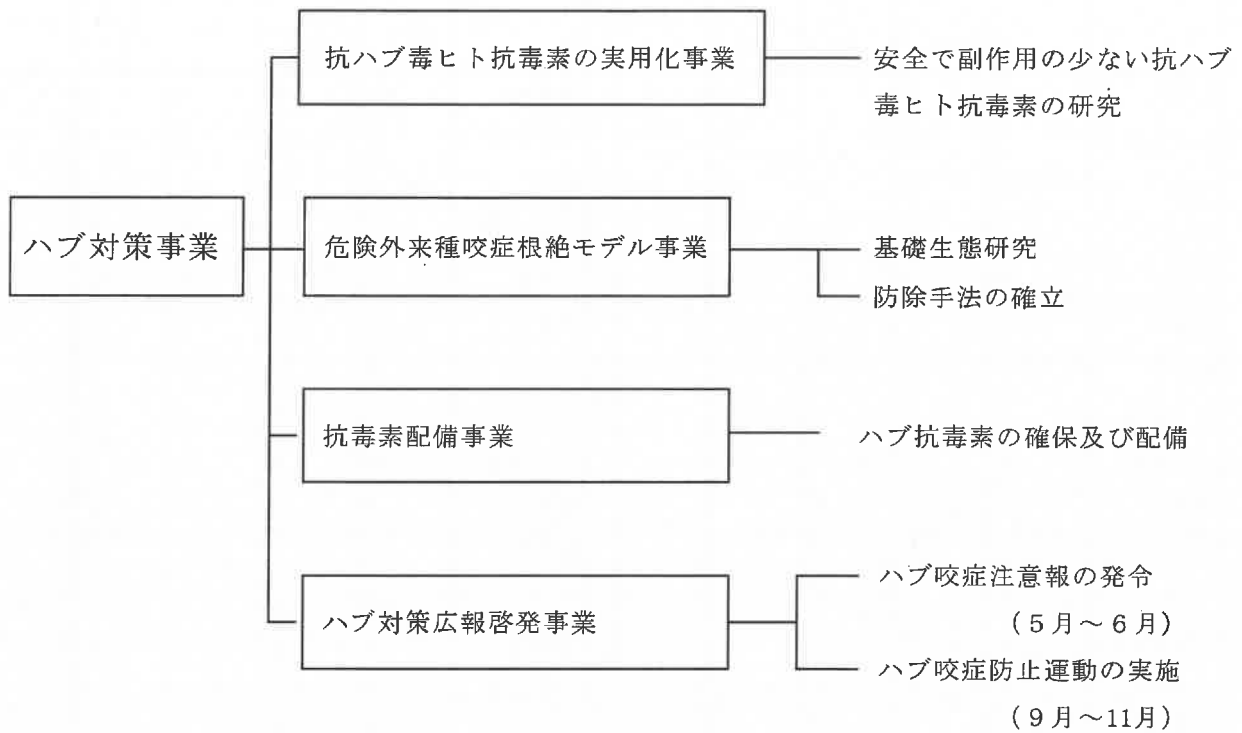 抗ハブ毒ヒト抗毒素の実用化事業
安全で副作用の少ない抗ハブ
毒ヒト抗毒素の研究
ハブ対策事業
危険外来種咬症根絶モデル事業
基礎生態研究
防除手法の確立
抗毒素配備事業
ハブ抗毒素の確保及び配備
ハブ対策広報啓発事業
ハブ咬症注意報の発令
(5月～6月)
ハブ咬症防止運動の実施
(9月～11月)